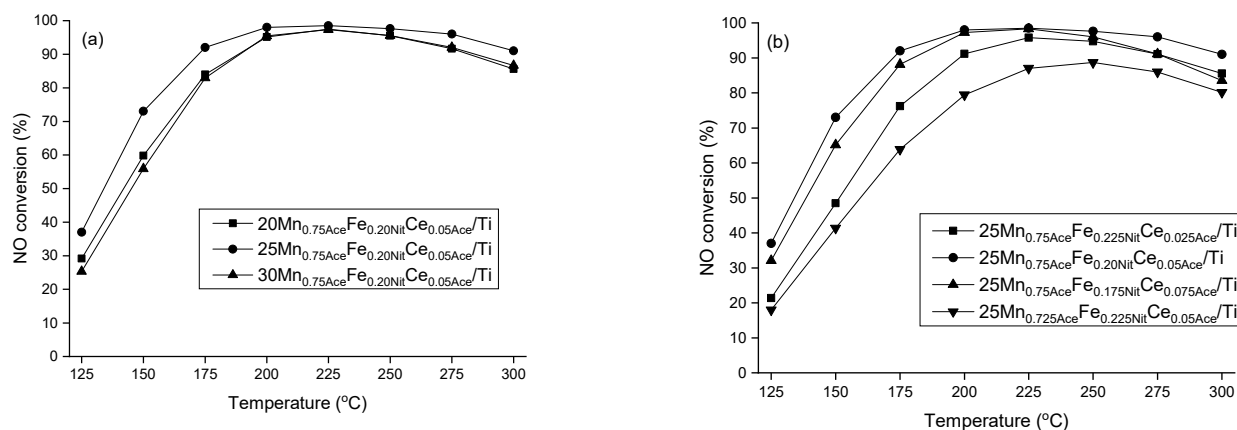 (a)
NO conversion (%)
100
90
80
70
60
50
40
30
20
10
0
20Mn0.75AceFe0.20NitCe0.05Ace/Ti
25Mn0.75AceFe0.20NitCe0.05Ace/Ti
30Mn0.75AceFe0.20NitCe0.05Ace/Ti
125 150 175 200 225 250 275 300
Temperature (°C)
(b)
NO conversion (%)
100
90
80
70
60
50
40
30
20
10
0
25Mn0.75AceFe0.225NitCe0.025Ace/Ti
25Mn0.75AceFe0.20NitCe0.05Ace/Ti
25Mn0.75AceFe0.175NitCe0.075Ace/Ti
25Mn0.725AceFe0.225NitCe0.05Ace/Ti
125 150 175 200 225 250 275 300
Temperature (°C)